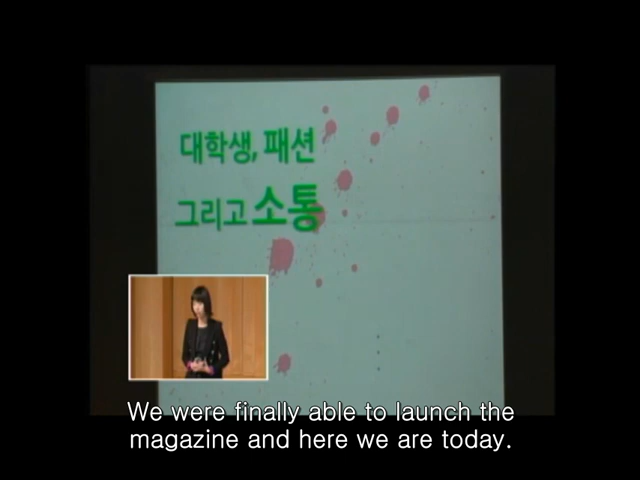 대학생, 패션
그리고 소통
We were finally able to launch the
magazine and here we are today.